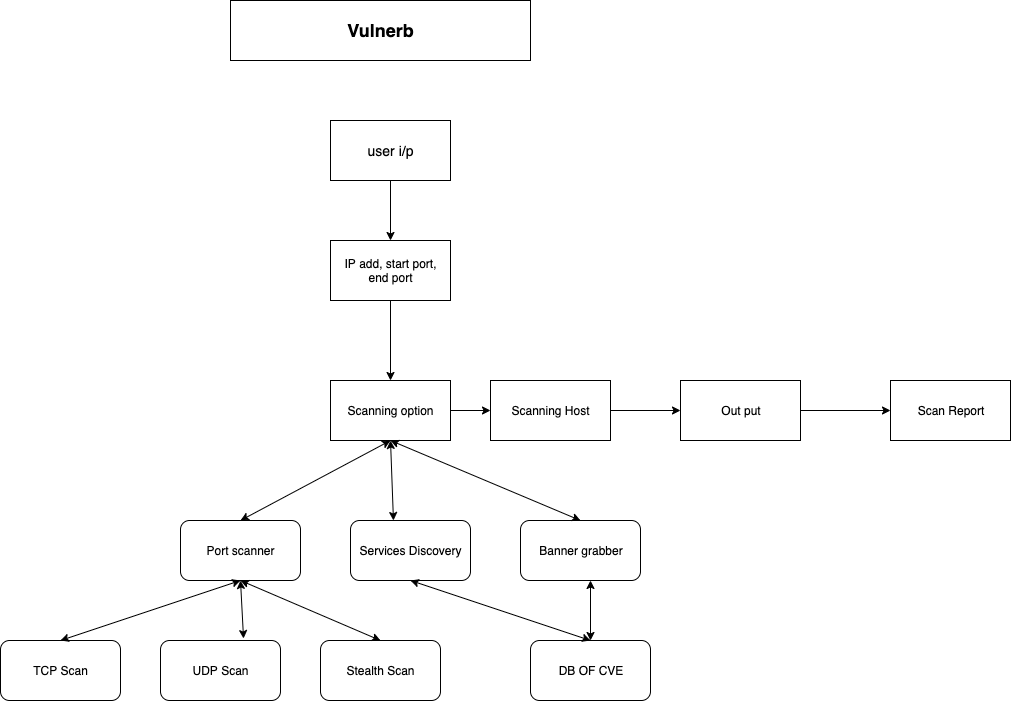 Vulnerb
user i/p
IP add, start port,
end port
Scanning option
Scanning Host
Out put
Scan Report
Port scanner
Services Discovery
Banner grabber
TCP Scan
UDP Scan
Stealth Scan
DB OF CVE